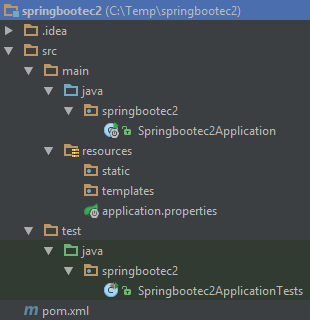 springbootec2 (C:\Temp\springbootec2)
.idea
src
main
java
springbootec2
Springbootec2Application
resources
static
templates
application.properties
test
java
springbootec2
Springbootec2ApplicationTests
pom.xml